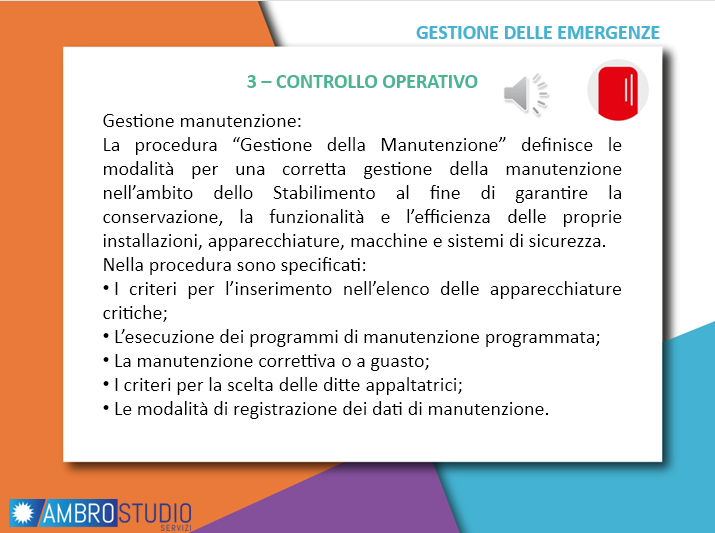 GESTIONE DELLE EMERGENZE
3 – CONTROLLO OPERATIVO
Gestione manutenzione:
La procedura “Gestione della Manutenzione” definisce le
modalità per una corretta gestione della manutenzione
nell’ambito dello Stabilimento al fine di garantire la
conservazione, la funzionalità e l’efficienza delle proprie
installazioni, apparecchiature, macchine e sistemi di sicurezza.
Nella procedura sono specificati:
• I criteri per l’inserimento nell’elenco delle apparecchiature
critiche;
• L’esecuzione dei programmi di manutenzione programmata;
• La manutenzione correttiva o a guasto;
• I criteri per la scelta delle ditte appaltatrici;
• Le modalità di registrazione dei dati di manutenzione.
AMBROSTUDIO
SERVIZI